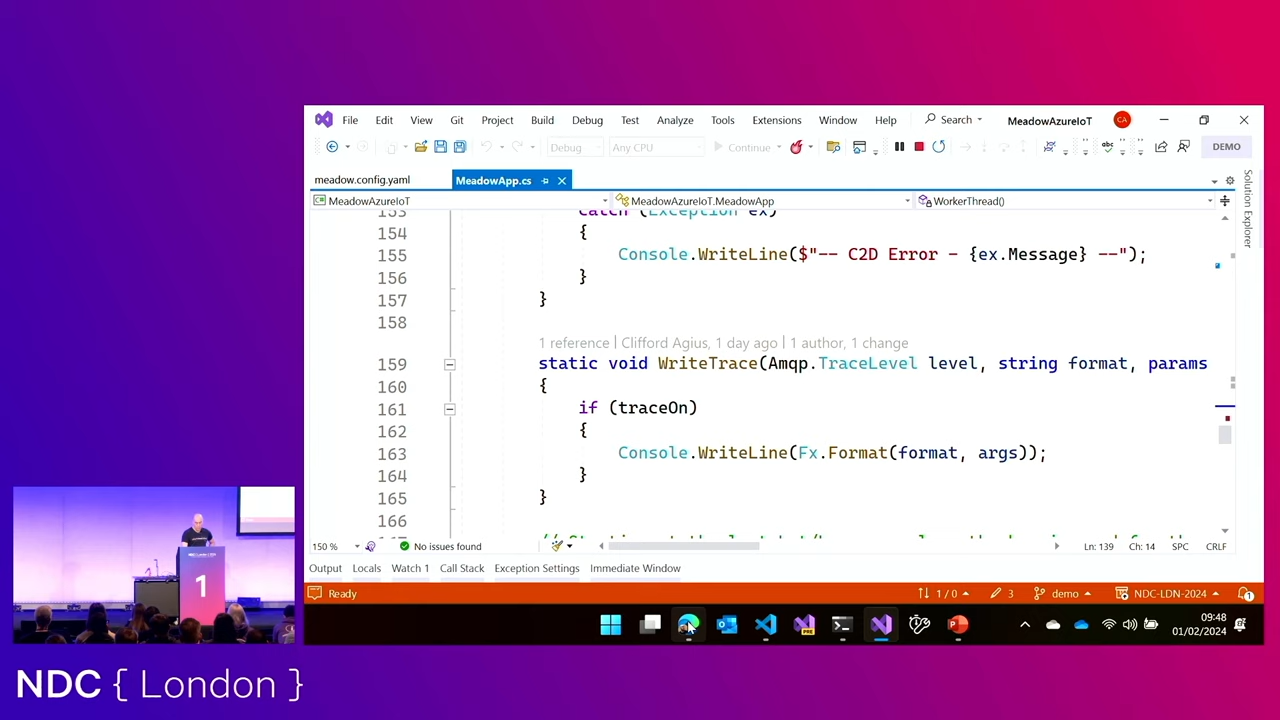 File Edit View Git Project Build Debug Test Analyze Tools Extensions Window Help Search MeadowAzureIoT CA
Debug Any CPU Continue DEMO
meadow.config.yaml MeadowApp.cs
MeadowAzureIoT MeadowAzureIoT.MeadowApp WorkerThread()
Solution Explorer
153 catch (Exception ex)
154 {
155 Console.WriteLine($"-- C2D Error - {ex.Message} --");
156 }
157 }
158
1 reference | Clifford Agius, 1 day ago | 1 author, 1 change
159 static void WriteTrace(Amqp.TraceLevel level, string format, params
160 {
161 if (traceOn)
162 {
163 Console.WriteLine(Fx.Format(format, args));
164 }
165 }
166
150 % No issues found Ln: 139 Ch: 14 SPC CRLF
Output Locals Watch 1 Call Stack Exception Settings Immediate Window
Ready 1 / 0 3 demo NDC-LDN-2024 1
PRE
09:48
01/02/2024
1
NDC { London }